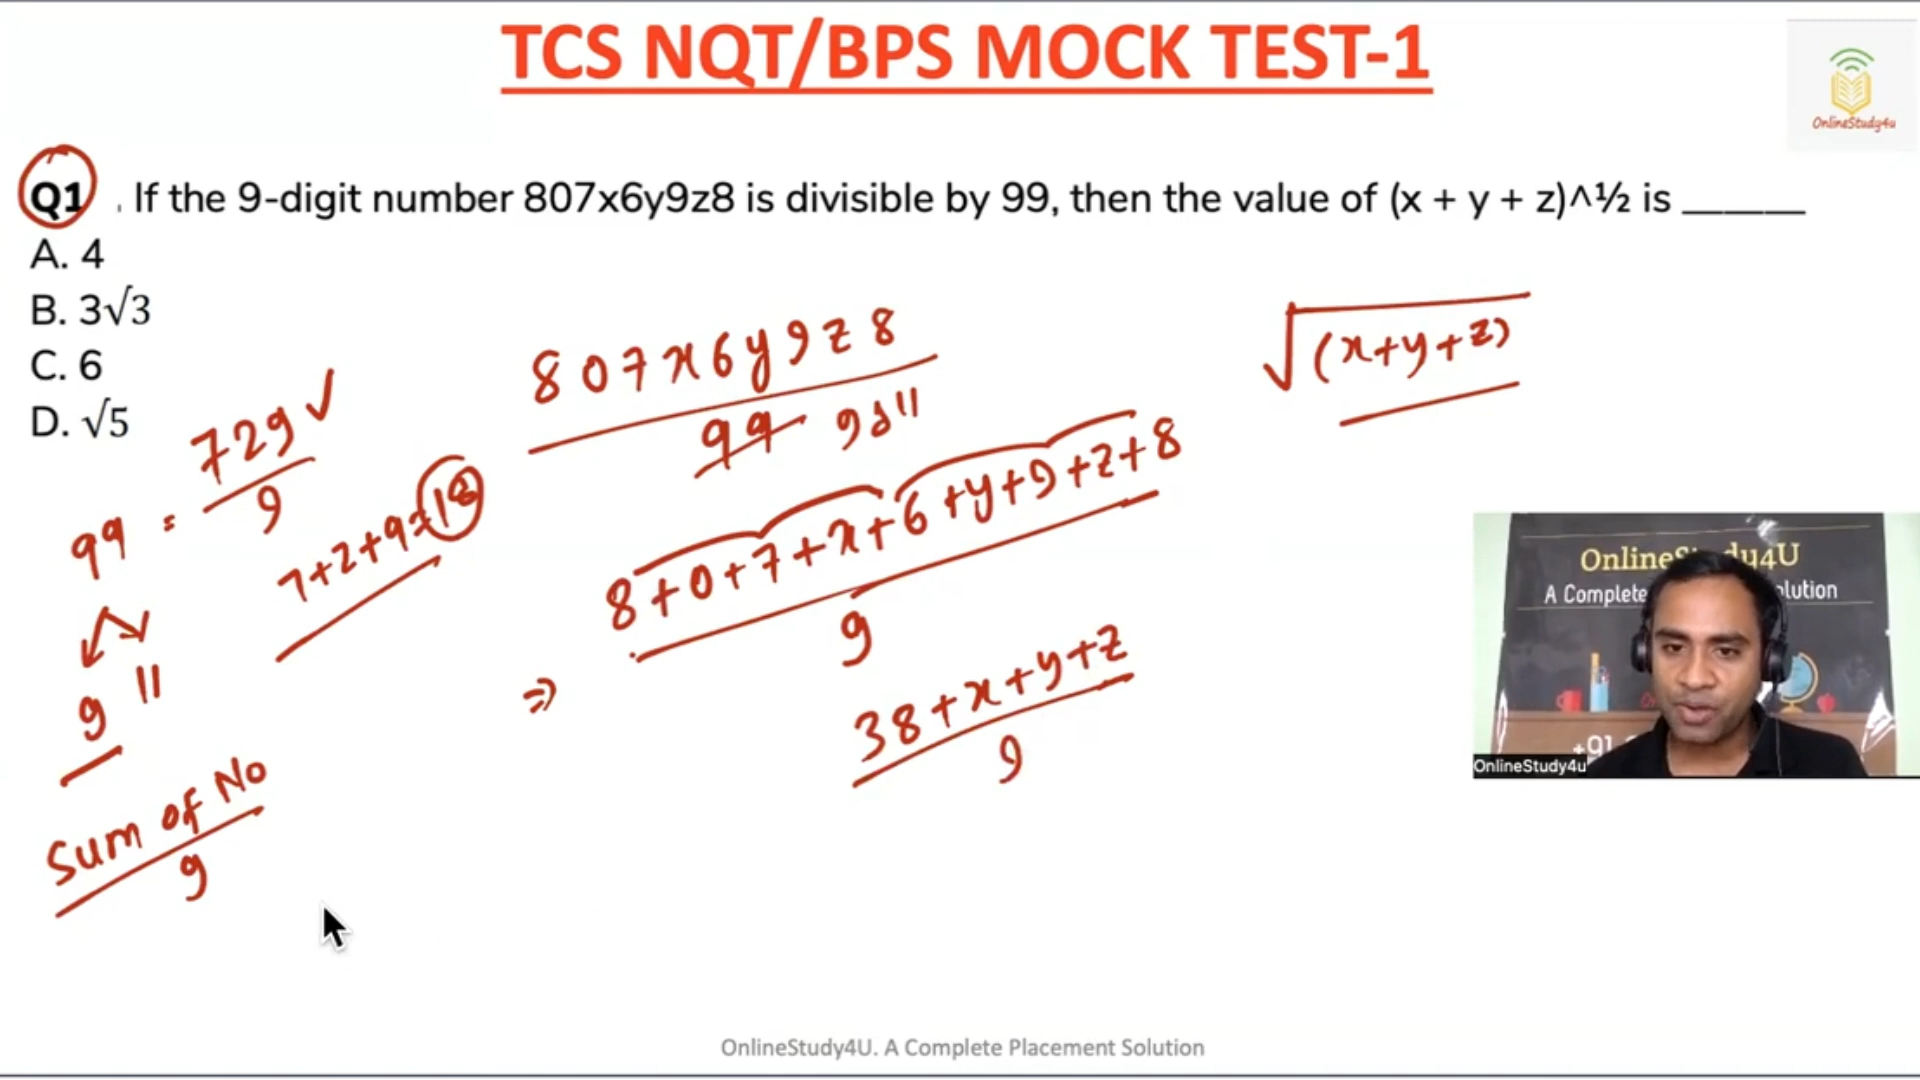 TCS NQT/BPS MOCK TEST-1
OnlineStudy4u
Q1 . If the 9-digit number 807x6y9z8 is divisible by 99, then the value of (x + y + z)^½ is ______
A. 4
B. 3√3
C. 6
D. √5
807x6y9z8
99 9 11
√(x+y+z)
729 ✓
9
99 =
7+2+9=18
9 11
8+0+7+x+6+y+9+z+8
9
⇒ 38+x+y+z
9
Sum of No
9
A Complete
lution
+91
OnlineStudy4u
OnlineStudy4U. A Complete Placement Solution